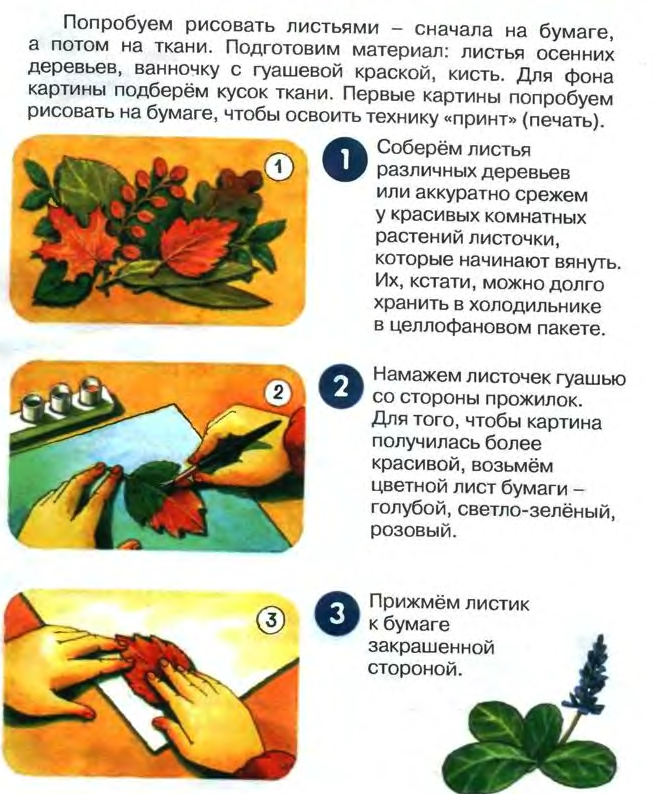 Попробуем рисовать листьями – сначала на бумаге,
а потом на ткани. Подготовим материал: листья осенних
деревьев, ванночку с гуашевой краской, кисть. Для фона
картины подберём кусок ткани. Первые картины попробуем
рисовать на бумаге, чтобы освоить технику «принт» (печать).
1
1
Соберём листья
различных деревьев
или аккуратно срежем
у красивых комнатных
растений листочки,
которые начинают вянуть.
Их, кстати, можно долго
хранить в холодильнике
в целлофановом пакете.
2
2
Намажем листочек гуашью
со стороны прожилок.
Для того, чтобы картина
получилась более
красивой, возьмём
цветной лист бумаги –
голубой, светло-зелёный,
розовый.
3
3
Прижмём листик
к бумаге
закрашенной
стороной.